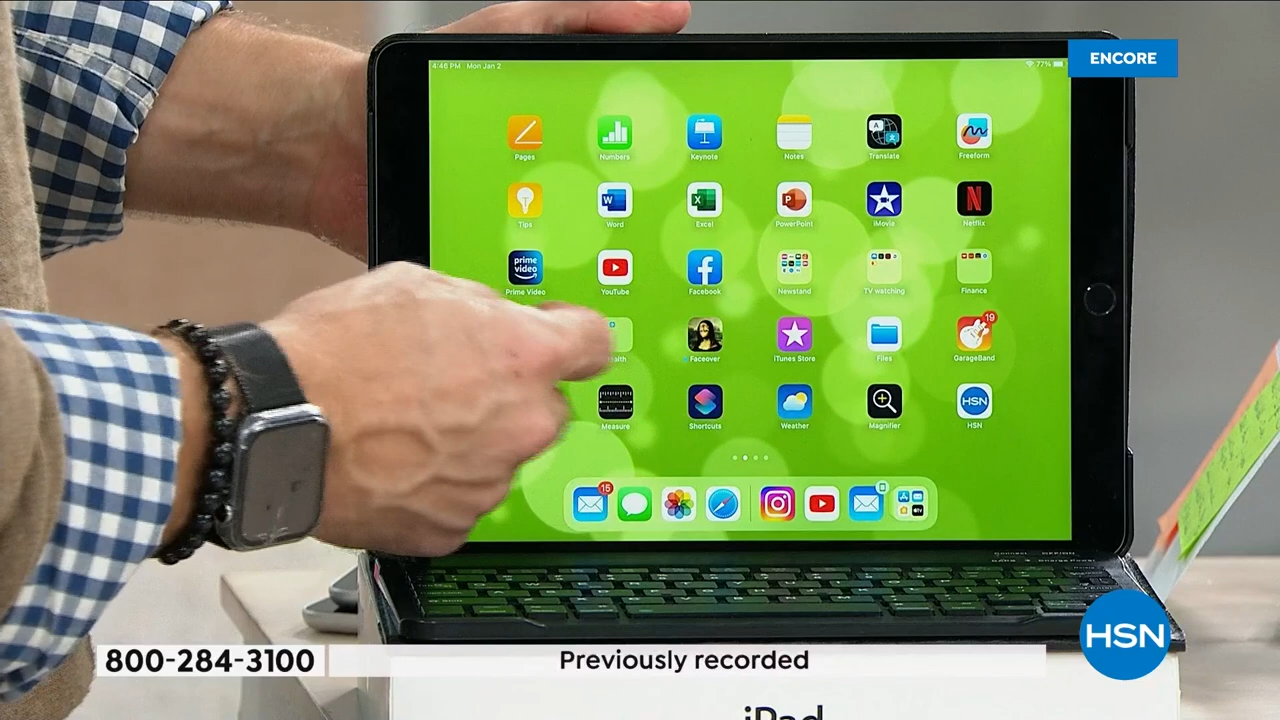 4:46 PM Mon Jan 2
77%
ENCORE
Pages
Numbers
Keynote
Notes
Translate
Freeform
Tips
Word
Excel
PowerPoint
iMovie
Netflix
prime
video
Prime Video
YouTube
Facebook
Newstand
TV watching
Finance
Faceover
iTunes Store
Files
19
GarageBand
HSN
Measure
Shortcuts
Weather
Magnifier
HSN
15
800-284-3100
Previously recorded
HSN
iPad